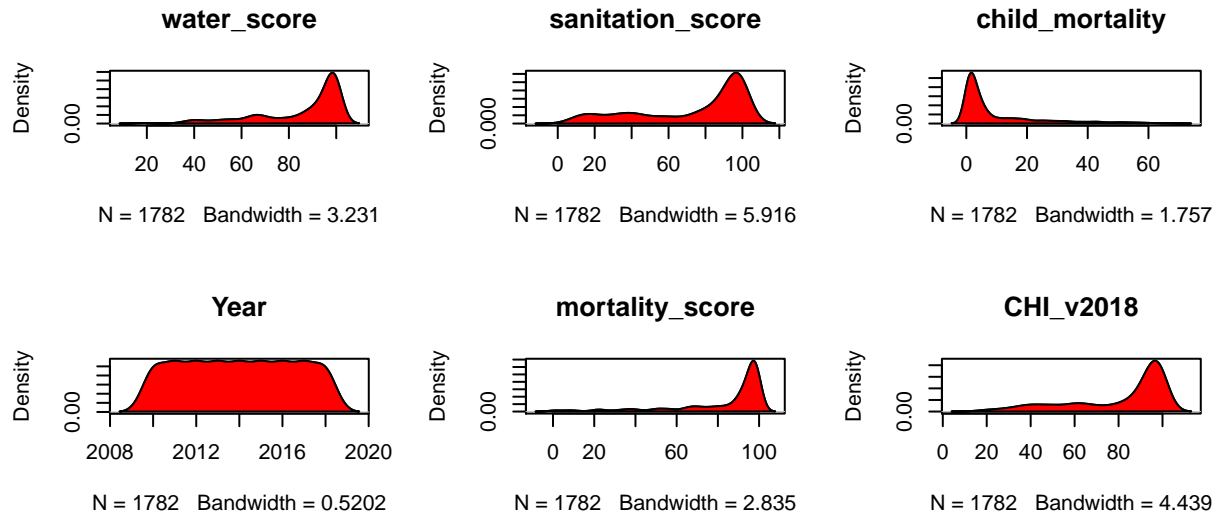 water_score
Density
0.00
20 40 60 80
N = 1782 Bandwidth = 3.231
sanitation_score
Density
0.000
0 20 60 100
N = 1782 Bandwidth = 5.916
child_mortality
Density
0.00
0 20 40 60
N = 1782 Bandwidth = 1.757
Year
Density
0.00
2008 2012 2016 2020
N = 1782 Bandwidth = 0.5202
mortality_score
Density
0.00
0 20 60 100
N = 1782 Bandwidth = 2.835
CHI_v2018
Density
0.00
0 20 40 60 80
N = 1782 Bandwidth = 4.439